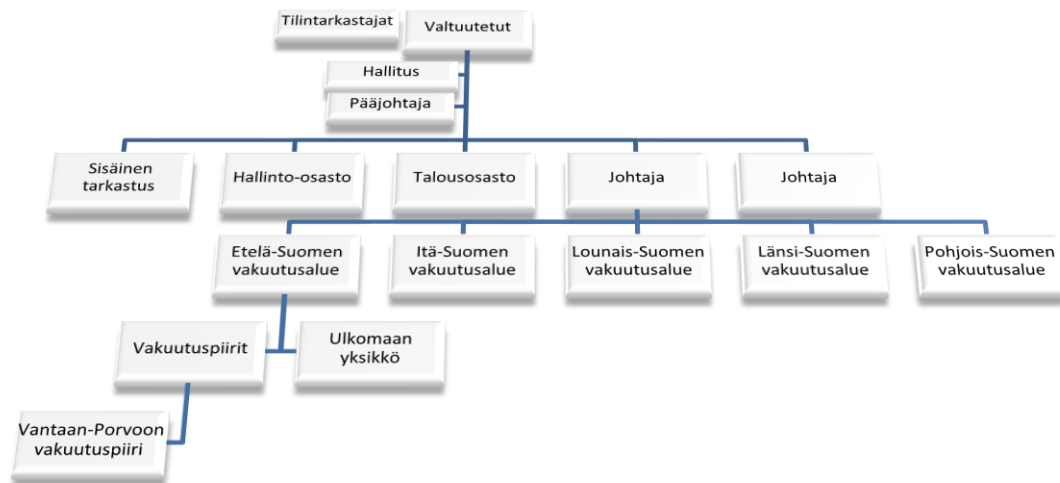 Tilintarkastajat
Valtuutetut
Hallitus
Pääjohtaja
Sisäinen
tarkastus
Hallinto-osasto
Talousosasto
Johtaja
Johtaja
Etelä-Suomen
vakuutusalue
Itä-Suomen
vakuutusalue
Lounais-Suomen
vakuutusalue
Länsi-Suomen
vakuutusalue
Pohjois-Suomen
vakuutusalue
Vakuutuspiirit
Ulkomaan
yksikkö
Vantaan-Porvoon
vakuutuspiiri